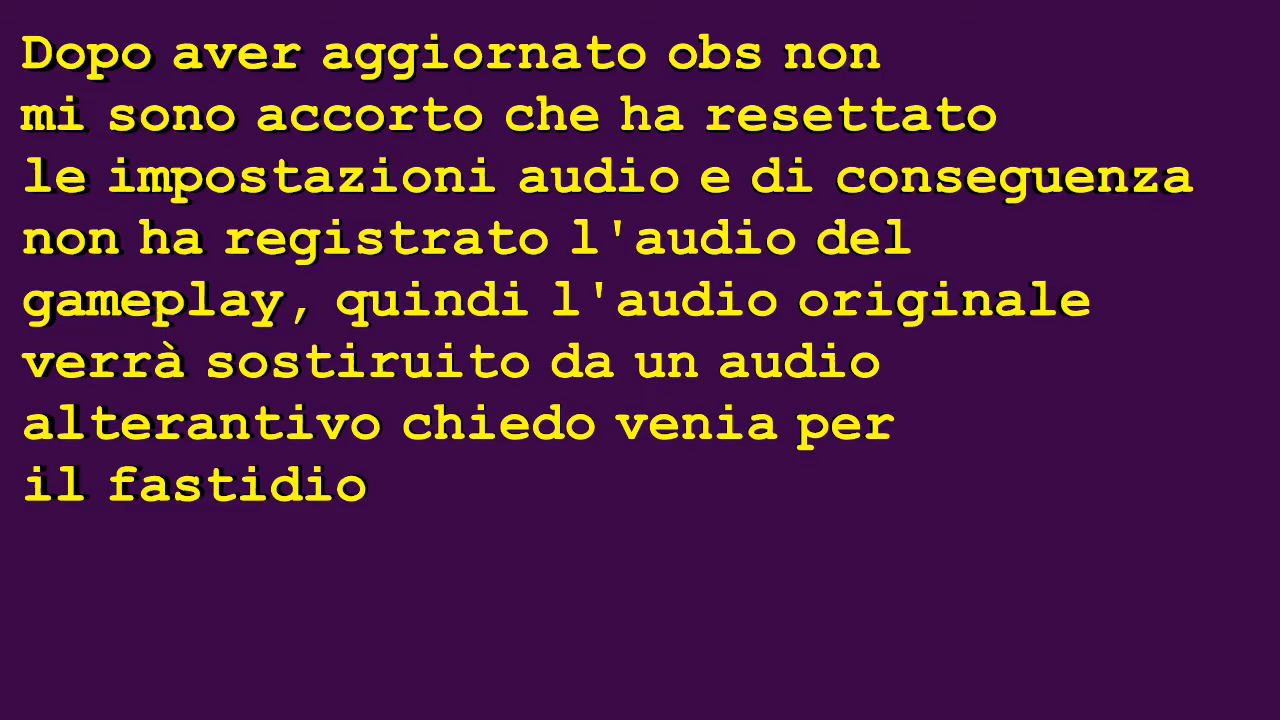 Dopo aver aggiornato obs non
mi sono accorto che ha resettato
le impostazioni audio e di conseguenza
non ha registrato l'audio del
gameplay, quindi l'audio originale
verrà sostiruito da un audio
alterantivo chiedo venia per
il fastidio